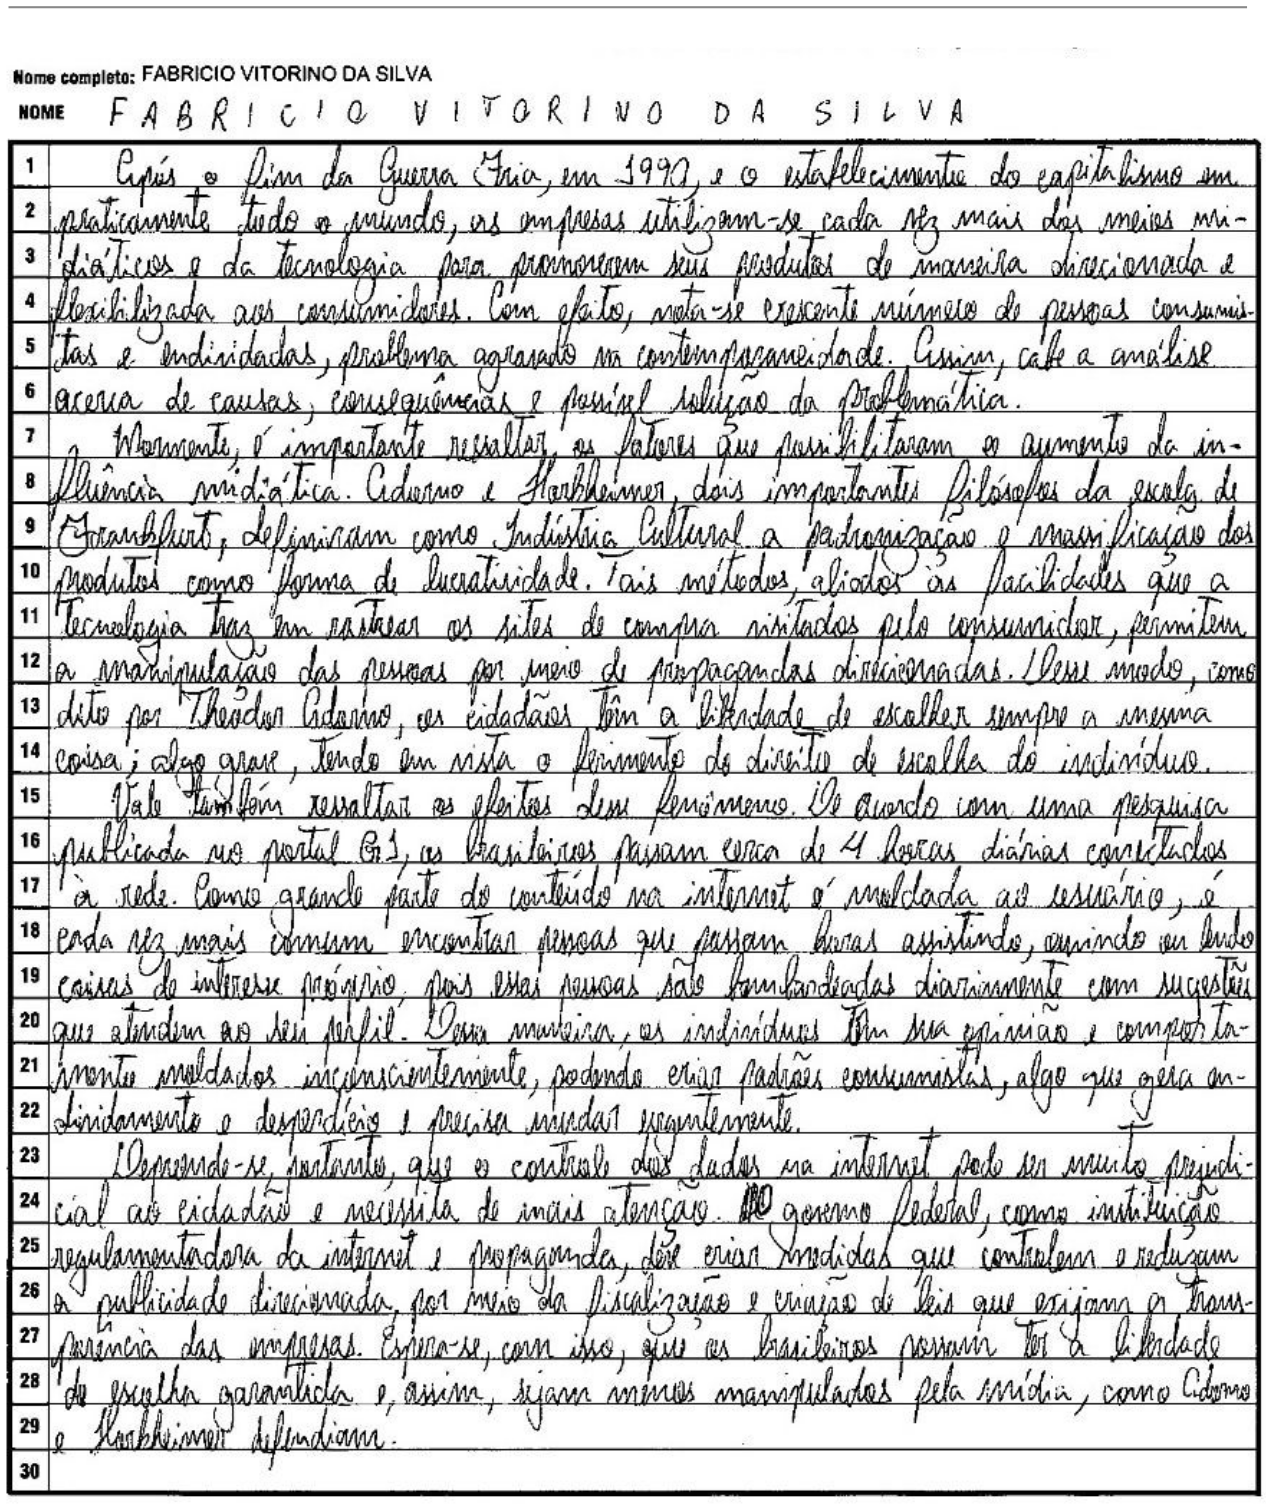 Nome completo: FABRICIO VITORINO DA SILVA
NOME FABRICIO VITORINO DA SILVA
1 Após o fim da Guerra Fria, em 1991, e o estabelecimento do capitalismo em
2 praticamente todo o mundo, as empresas utilizam-se cada vez mais dos meios mi-
3 diáticos e da tecnologia para promoverem seus produtos de maneira direcionada e
4 flexibilizada aos consumidores. Com efeito, nota-se crescente número de pessoas consumis-
5 tas e endividadas, problema agravado na contemporaneidade. Assim, cabe a análise
6 acerca de causas, consequências e possível solução da problemática.
7 Mormente, é importante ressaltar os fatores que possibilitaram o aumento da in-
8 fluência midiática. Adorno e Horkheimer, dois importantes filósofos da escola de
9 Frankfurt, definiram como Indústria Cultural a padronização e massificação dos
10 produtos como forma de lucratividade. Tais métodos, aliados às facilidades que a
11 tecnologia traz em rastrear os sites de compra visitados pelo consumidor, permitem
12 a manipulação das pessoas por meio de propagandas direcionadas. Desse modo, como
13 dito por Theodor Adorno, os cidadãos têm a liberdade de escolher sempre a mesma
14 coisa; algo grave, tendo em vista o ferimento do direito de escolha do indivíduo.
15 Vale também ressaltar os efeitos desse fenômeno. De acordo com uma pesquisa
16 publicada no portal G1, os brasileiros passam cerca de 4 horas diárias conectados
17 à rede. Como grande parte do conteúdo na internet é moldada ao usuário, é
18 cada vez mais comum encontrar pessoas que passam horas assistindo, ouvindo ou lendo
19 coisas de interesse próprio, pois essas pessoas são bombardeadas diariamente com sugestões
20 que atendem ao seu perfil. Dessa maneira, os indivíduos têm sua opinião e comporta-
21 mento moldados inconscientemente, podendo criar padrões consumistas, algo que gera en-
22 dividamento e desperdício e precisa mudar urgentemente.
23 Depreende-se, portanto, que o controle dos dados na internet pode ser muito prejudi-
24 cial ao cidadão e necessita de mais atenção. O governo federal, como instituição
25 regulamentadora da internet e propaganda, deve criar medidas que controlem e reduzam
26 a publicidade direcionada, por meio da fiscalização e criação de leis que exijam a trans-
27 parência das empresas. Espera-se, com isso, que os brasileiros possam ter a liberdade
28 de escolha garantida e, assim, sejam menos manipulados pela mídia, como Adorno
29 e Horkheimer defendiam.
30